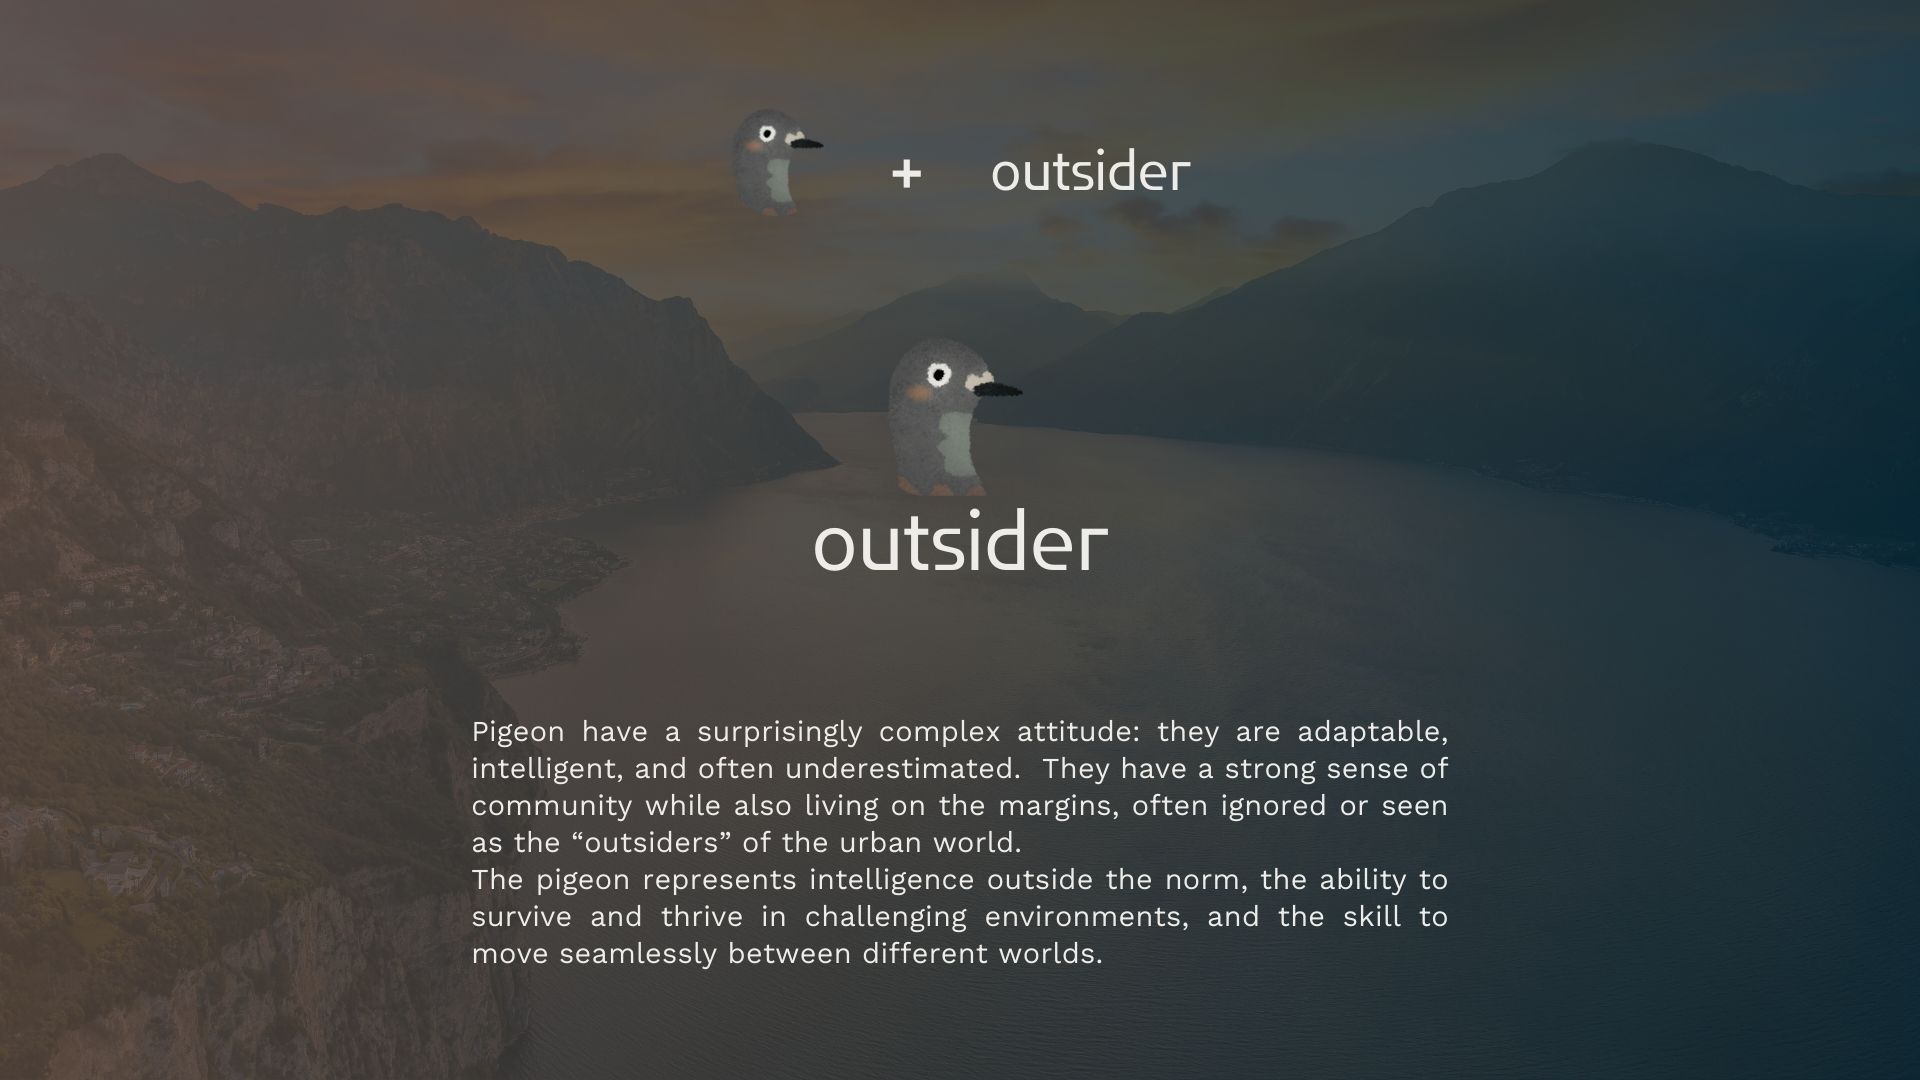 + outsider
outsider
Pigeon have a surprisingly complex attitude: they are adaptable,
intelligent, and often underestimated.  They have a strong sense of
community while also living on the margins, often ignored or seen
as the “outsiders” of the urban world.
The pigeon represents intelligence outside the norm, the ability to
survive and thrive in challenging environments, and the skill to
move seamlessly between different worlds.